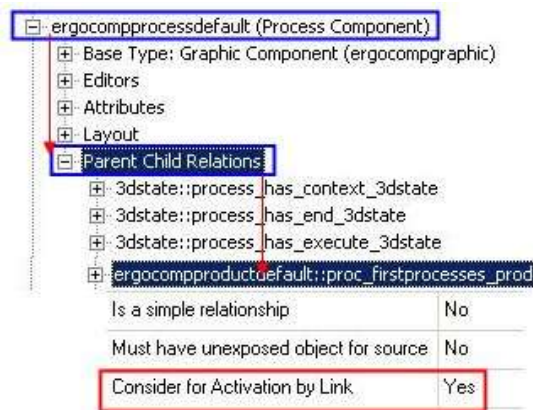 ergocompprocessdefault (Process Component)
Base Type: Graphic Component (ergocompgraphic)
Editors
Attributes
Layout
Parent Child Relations
3dstate::process_has_context_3dstate
3dstate::process_has_end_3dstate
3dstate::process_has_execute_3dstate
ergocompproductdefault::proc_firstprocesses_prod
Is a simple relationship No
Must have unexposed object for source No
Consider for Activation by Link Yes